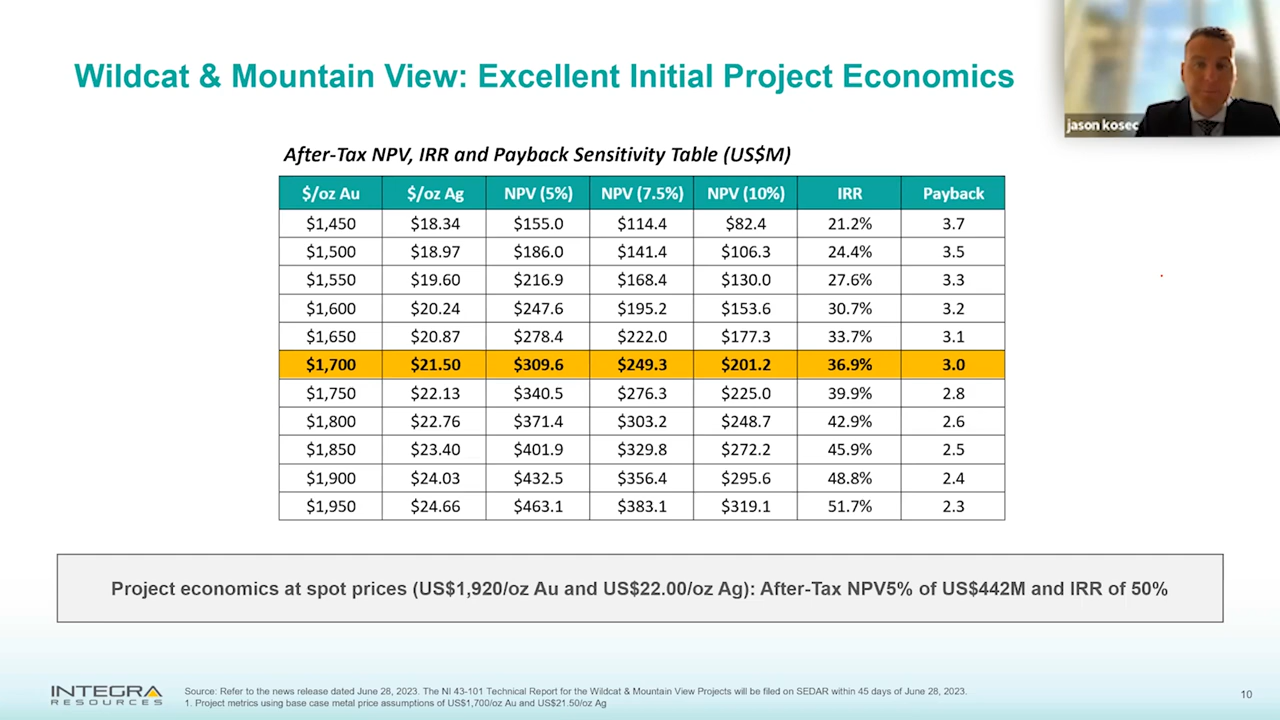 Wildcat & Mountain View: Excellent Initial Project Economics
jason kosec
After-Tax NPV, IRR and Payback Sensitivity Table (US$M)
$/oz Au $/oz Ag NPV (5%) NPV (7.5%) NPV (10%) IRR Payback
$1,450 $18.34 $155.0 $114.4 $82.4 21.2% 3.7
$1,500 $18.97 $186.0 $141.4 $106.3 24.4% 3.5
$1,550 $19.60 $216.9 $168.4 $130.0 27.6% 3.3
$1,600 $20.24 $247.6 $195.2 $153.6 30.7% 3.2
$1,650 $20.87 $278.4 $222.0 $177.3 33.7% 3.1
$1,700 $21.50 $309.6 $249.3 $201.2 36.9% 3.0
$1,750 $22.13 $340.5 $276.3 $225.0 39.9% 2.8
$1,800 $22.76 $371.4 $303.2 $248.7 42.9% 2.6
$1,850 $23.40 $401.9 $329.8 $272.2 45.9% 2.5
$1,900 $24.03 $432.5 $356.4 $295.6 48.8% 2.4
$1,950 $24.66 $463.1 $383.1 $319.1 51.7% 2.3
Project economics at spot prices (US$1,920/oz Au and US$22.00/oz Ag): After-Tax NPV5% of US$442M and IRR of 50%
INTEGRA
RESOURCES
Source: Refer to the news release dated June 28, 2023. The NI 43-101 Technical Report for the Wildcat & Mountain View Projects will be filed on SEDAR within 45 days of June 28, 2023.
1. Project metrics using base case metal price assumptions of US$1,700/oz Au and US$21.50/oz Ag
10